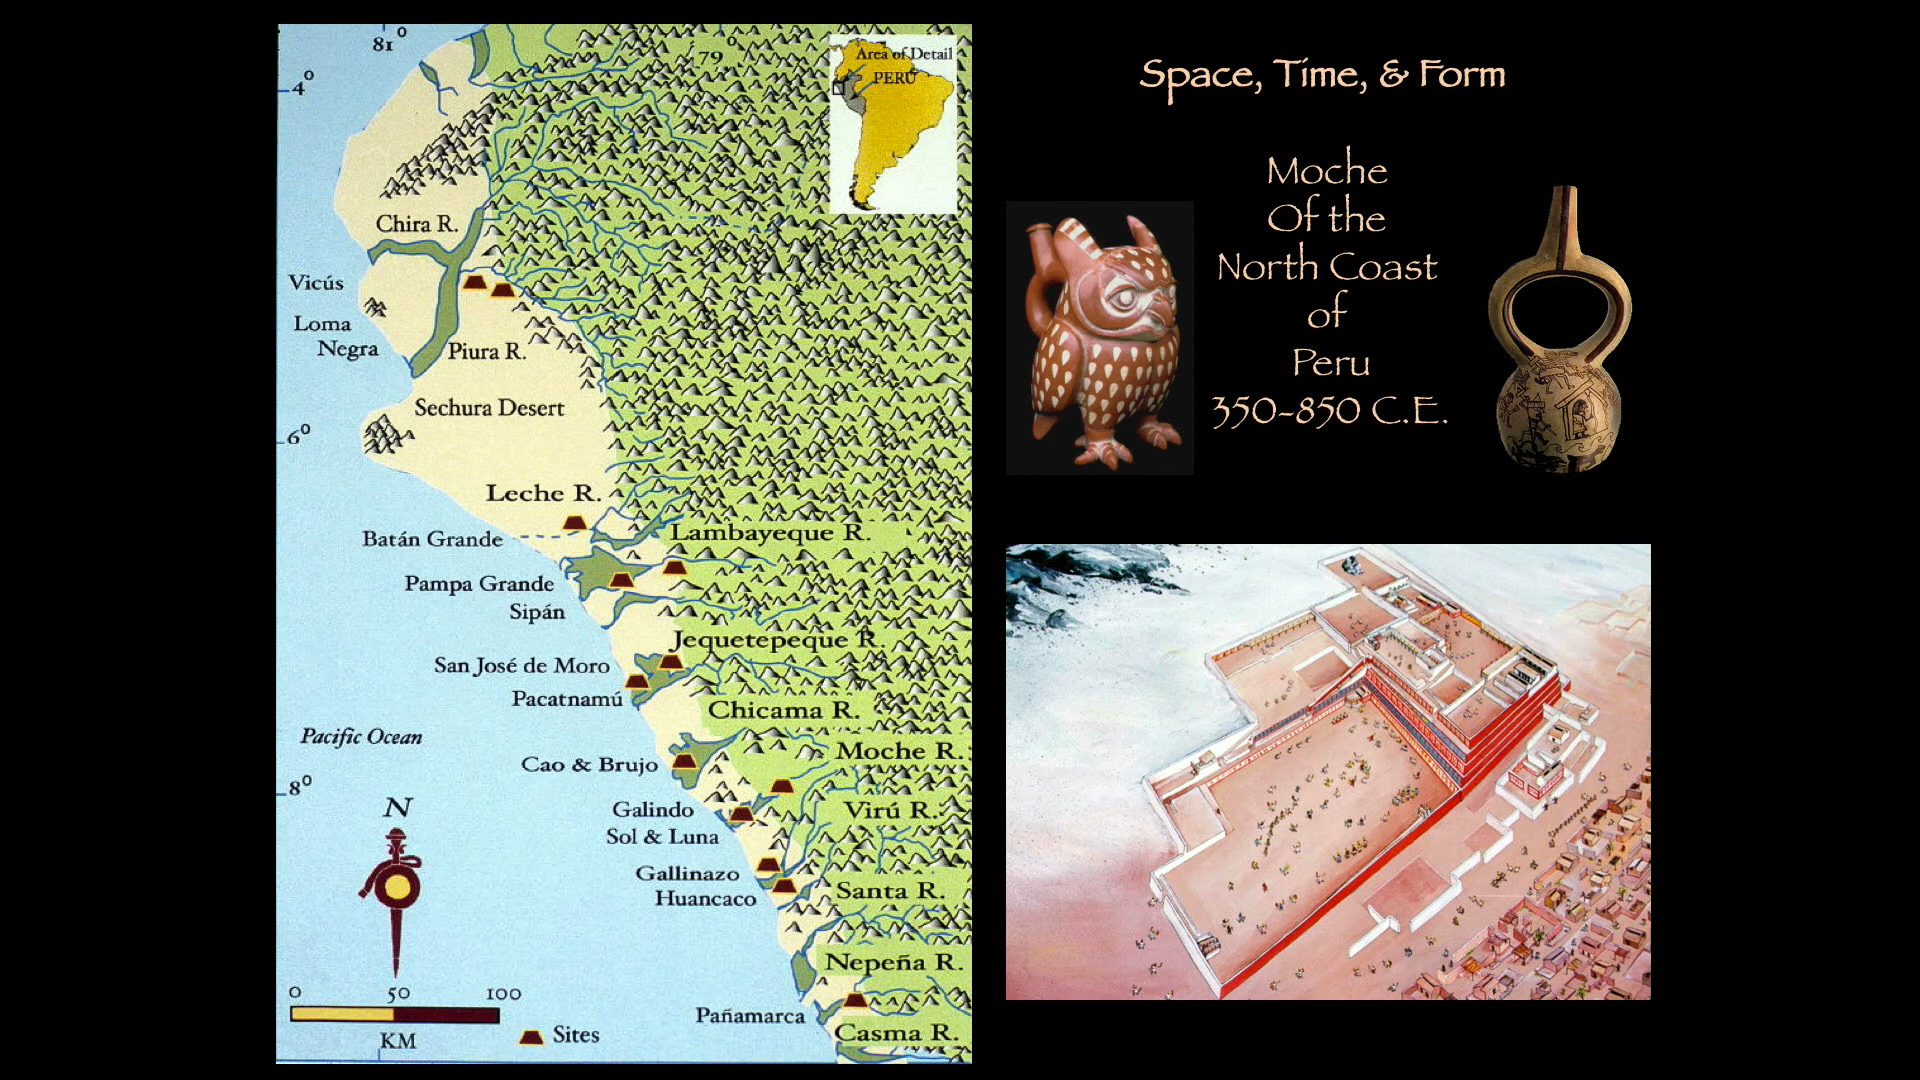 81°
79°
Area of Detail
PERU
4°
Chira R.
Vicús
Loma
Negra
Piura R.
Sechura Desert
6°
Leche R.
Batán Grande
Lambayeque R.
Pampa Grande
Sipán
Jequetepeque R.
San José de Moro
Pacatnamú
Chicama R.
Pacific Ocean
Moche R.
Cao & Brujo
8°
N
Galindo
Virú R.
Sol & Luna
Gallinazo
Huancaco
Santa R.
Nepeña R.
0 50 100
KM
Sites
Pañamarca
Casma R.
Space, Time, & Form
Moche
Of the
North Coast
of
Peru
350-850 C.E.